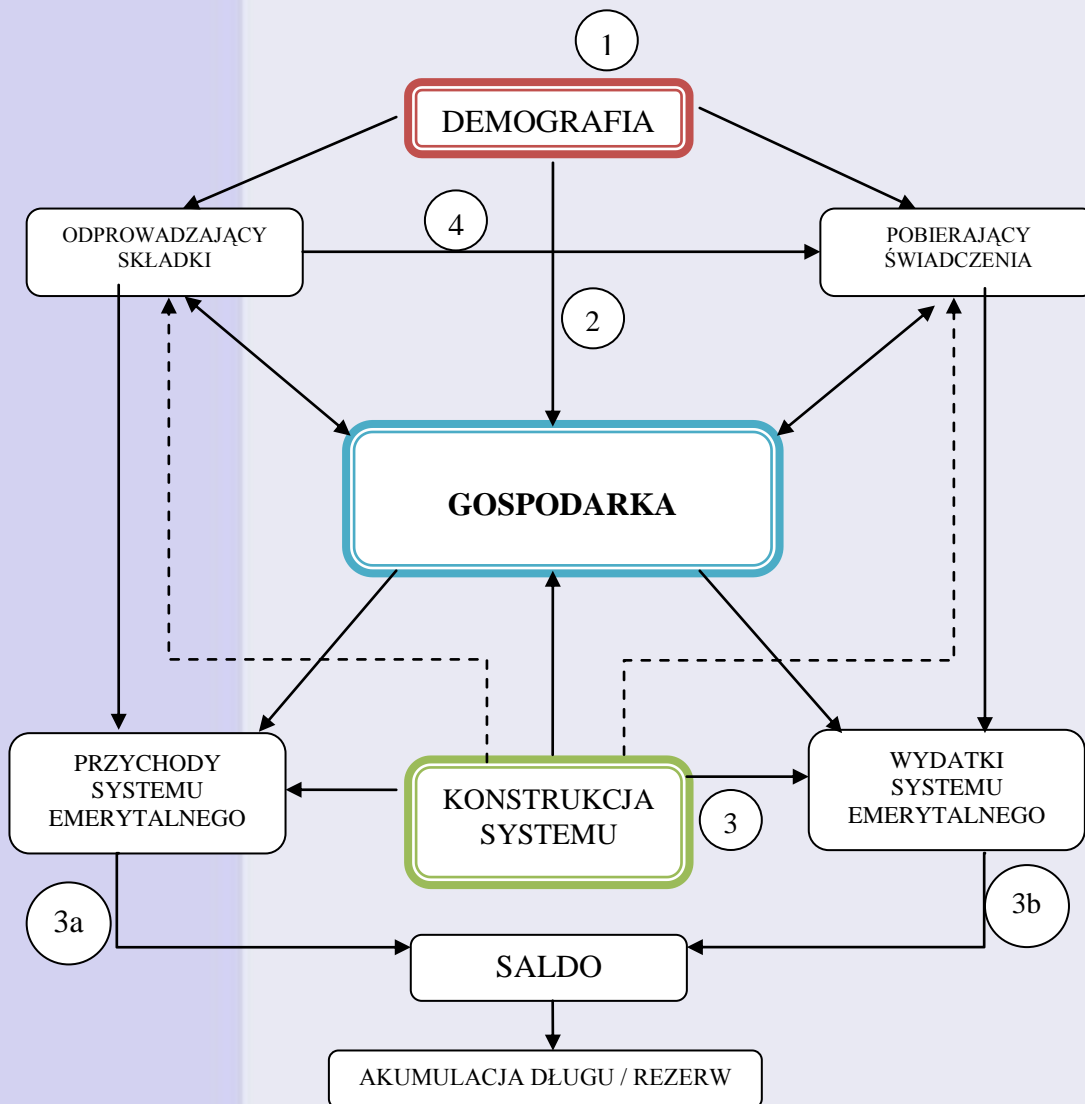 1
DEMOGRAFIA
ODPROWADZAJĄCY
SKŁADKI
4
POBIERAJĄCY
ŚWIADCZENIA
2
GOSPODARKA
PRZYCHODY
SYSTEMU
EMERYTALNEGO
KONSTRUKCJA
SYSTEMU
3
WYDATKI
SYSTEMU
EMERYTALNEGO
3a
3b
SALDO
AKUMULACJA DŁUGU / REZERW